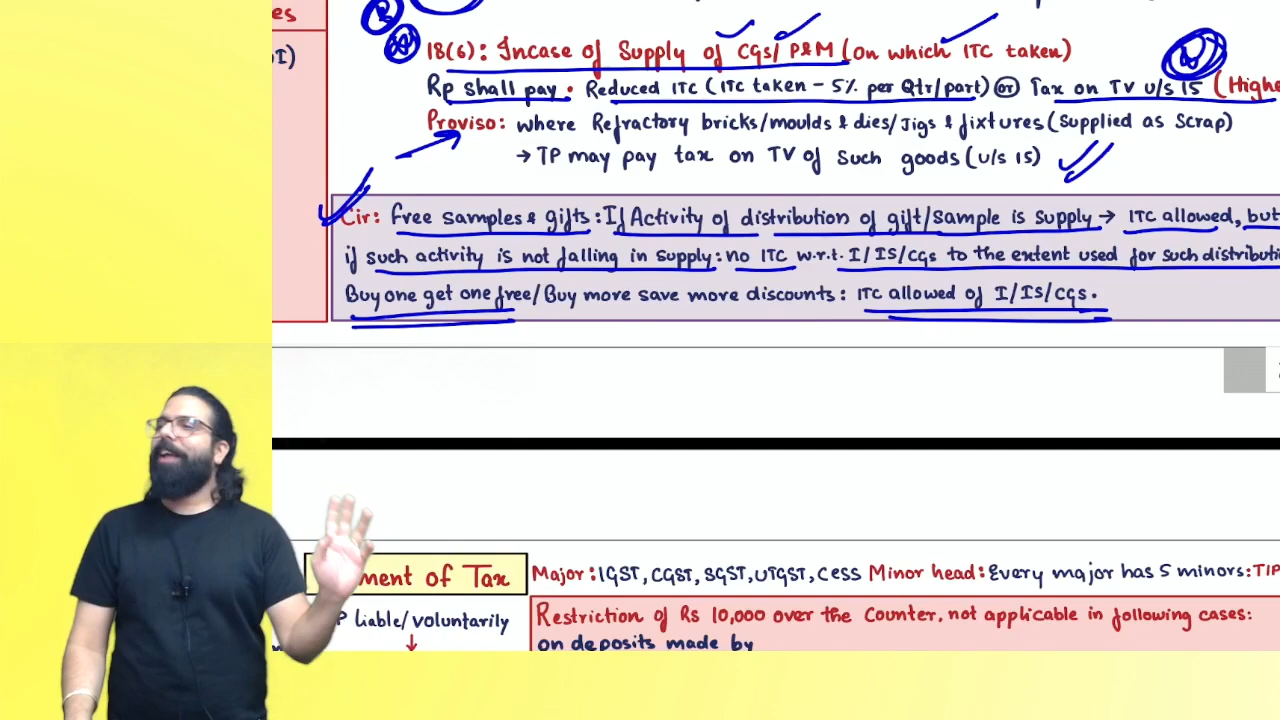 es
I)
18(6): Incase of Supply of CGs/ P&M (on which ITC taken)
Rp shall pay • Reduced ITC (ITC taken - 5% per Qtr/part) or Tax on TV u/s 15 (Highe
Proviso: where Refractory bricks/moulds & dies/Jigs & fixtures (Supplied as Scrap)
→ TP may pay tax on TV of Such goods (u/s 15)
Cir: Free samples & gifts: If Activity of distribution of gift/Sample is supply → ITC allowed, but
if such activity is not falling in supply: no ITC w.r.t. I/IS/CGs to the extent used for such distributi
Buy one get one free/Buy more save more discounts: ITC allowed of I/IS/CGs.
ment of Tax
Major: IGST, CGST, SGST, UTGST, Cess Minor head: Every major has 5 minors: TIP
P liable/voluntarily
Restriction of Rs 10,000 over the Counter. not applicable in following cases:
on deposits made by